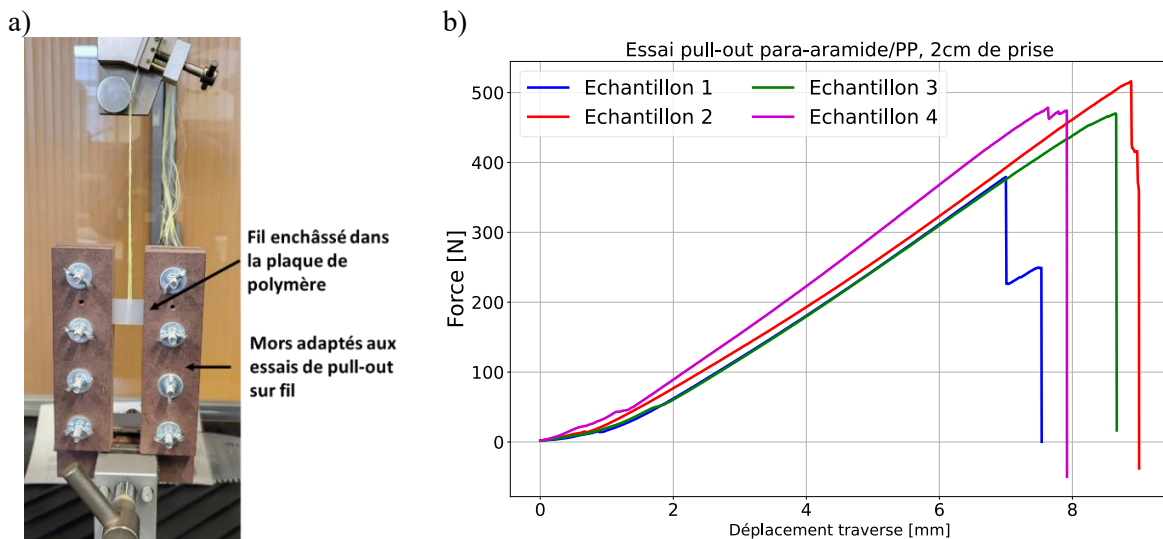 a)
Fil enchâssé dans
la plaque de
polymère
Mors adaptés aux
essais de pull-out
sur fil
b)
Essai pull-out para-aramide/PP, 2cm de prise
Echantillon 1
Echantillon 2
Echantillon 3
Echantillon 4
Force [N]
500
400
300
200
100
0
0 2 4 6 8
Déplacement traverse [mm]